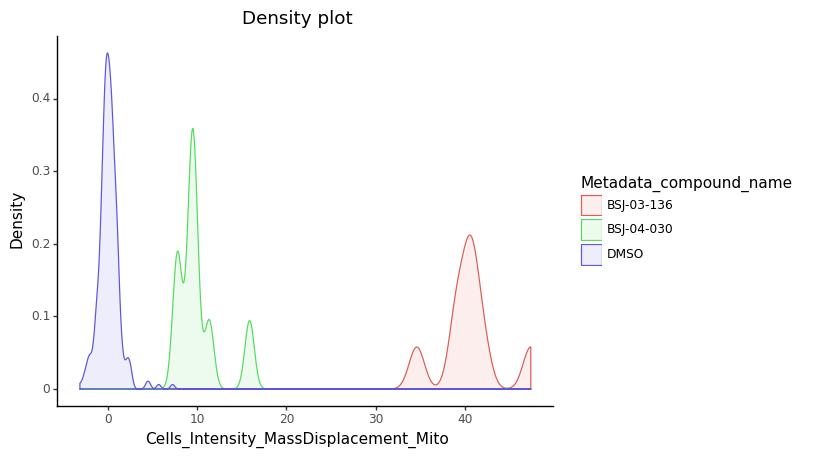 Density plot
Density
0.4
0.3
0.2
0.1
0
0 10 20 30 40
Cells_Intensity_MassDisplacement_Mito
Metadata_compound_name
BSJ-03-136
BSJ-04-030
DMSO